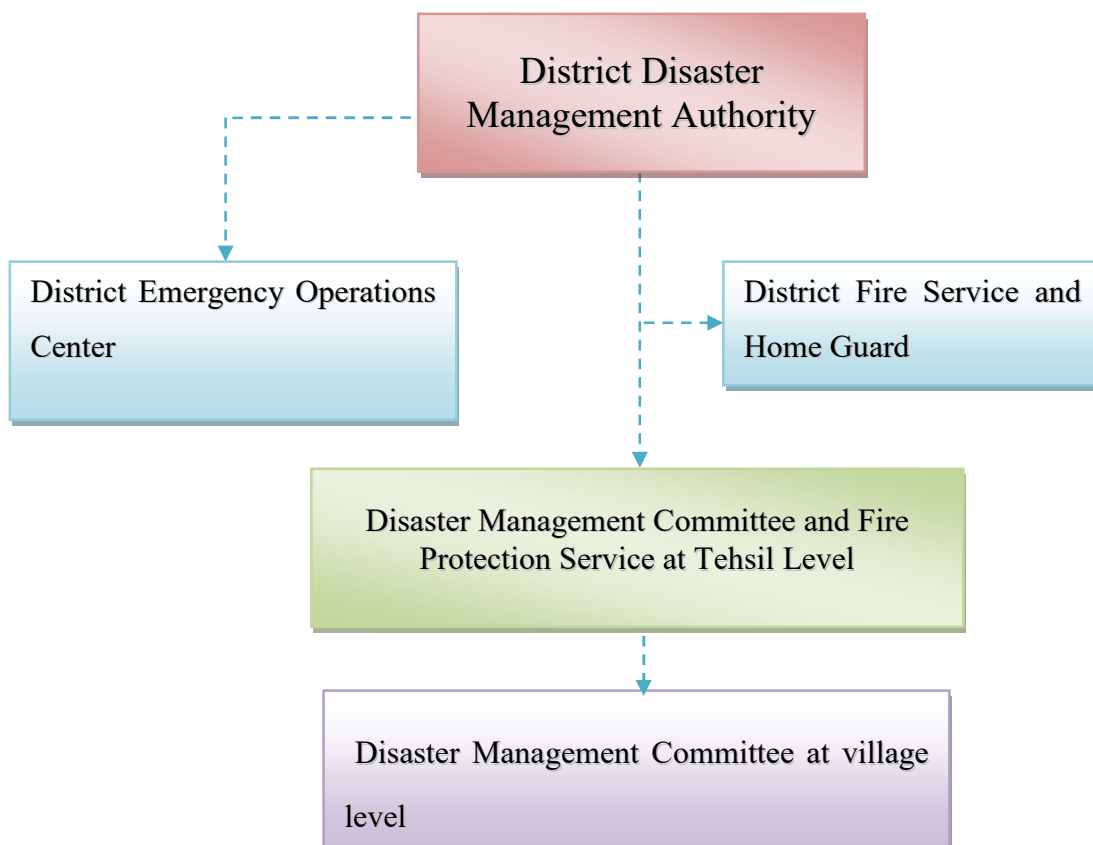 District Disaster
Management Authority
District Emergency Operations
Center
District Fire Service and
Home Guard
Disaster Management Committee and Fire
Protection Service at Tehsil Level
Disaster Management Committee at village
level